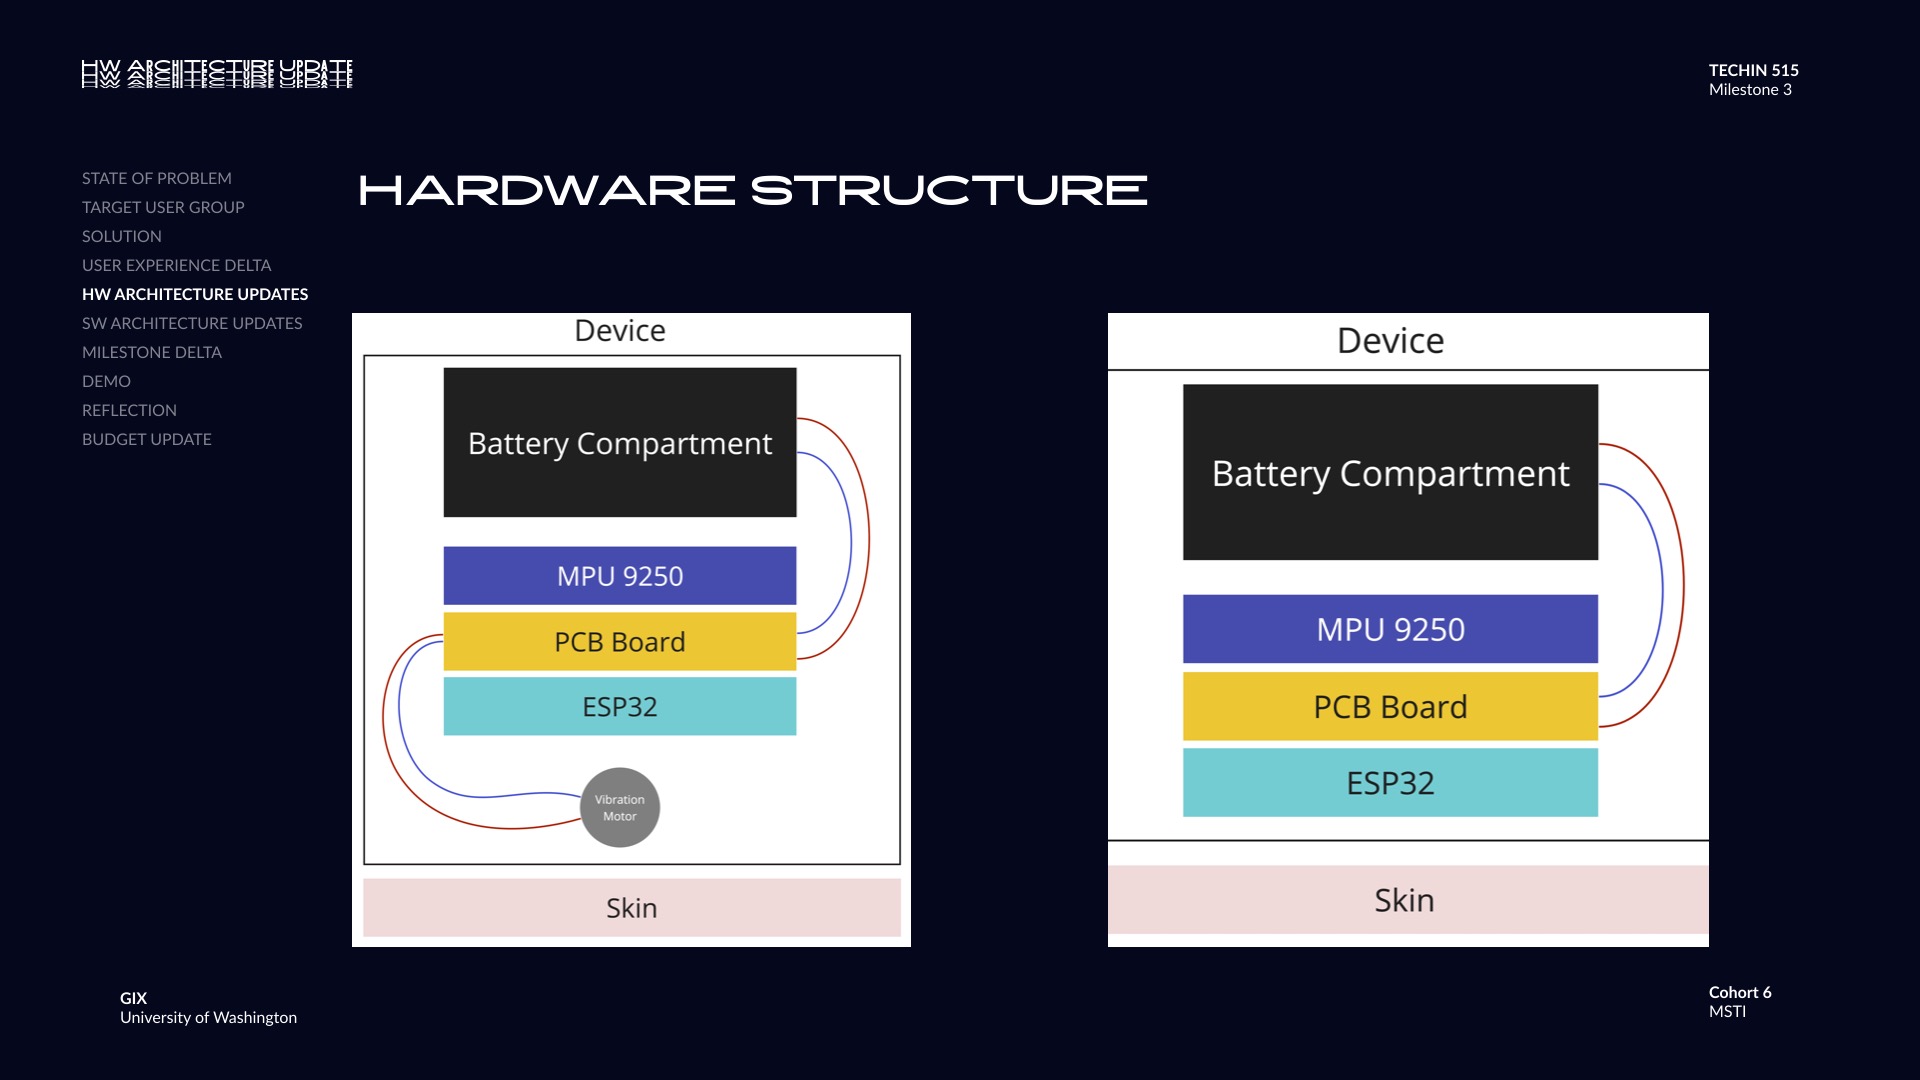 HW ARCHITECTURE UPDATE
TECHIN 515
Milestone 3
STATE OF PROBLEM
TARGET USER GROUP
SOLUTION
USER EXPERIENCE DELTA
HW ARCHITECTURE UPDATES
SW ARCHITECTURE UPDATES
MILESTONE DELTA
DEMO
REFLECTION
BUDGET UPDATE
HARDWARE STRUCTURE
Device
Battery Compartment
MPU 9250
PCB Board
ESP32
Vibration
Motor
Skin
Device
Battery Compartment
MPU 9250
PCB Board
ESP32
Skin
GIX
University of Washington
Cohort 6
MSTI